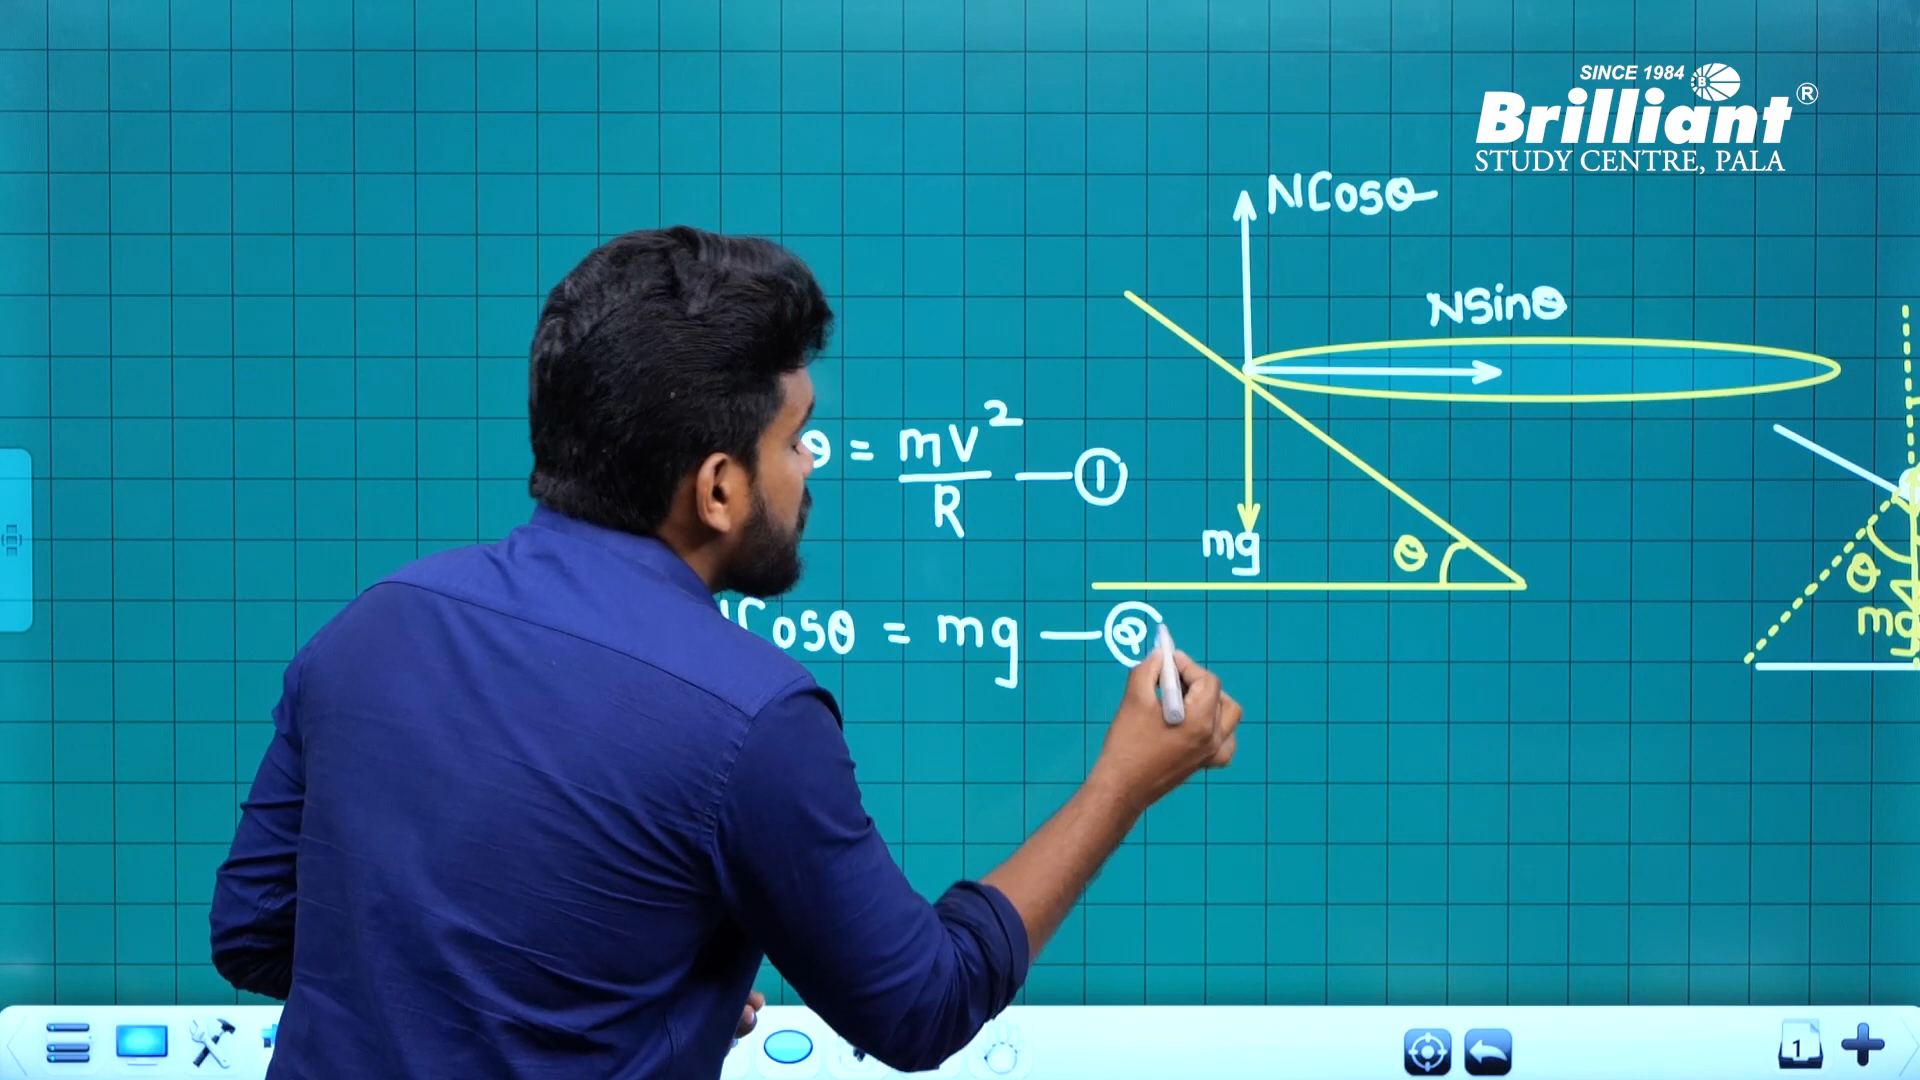 SINCE 1984
Brilliant®
STUDY CENTRE, PALA
NCosθ
NSinθ
θ = mv²/R — ①
mg
θ
Cosθ = mg — ②
θ
mg
1